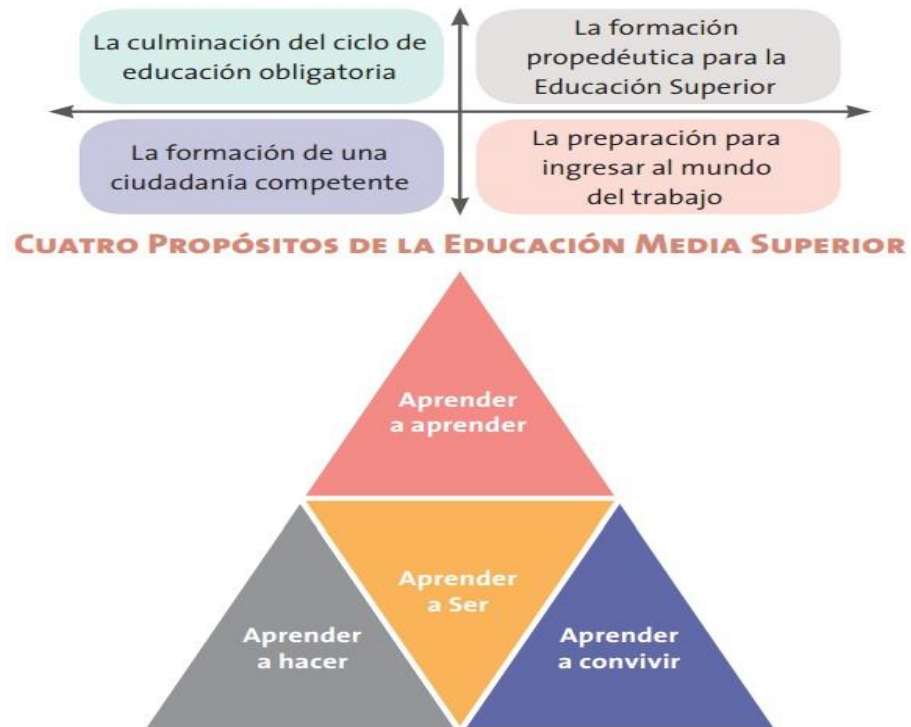 La culminación del ciclo de
educación obligatoria
La formación
propedéutica para la
Educación Superior
La formación de una
ciudadanía competente
La preparación para
ingresar al mundo
del trabajo
CUATRO PROPÓSITOS DE LA EDUCACIÓN MEDIA SUPERIOR
Aprender
a aprender
Aprender
a Ser
Aprender
a hacer
Aprender
a convivir